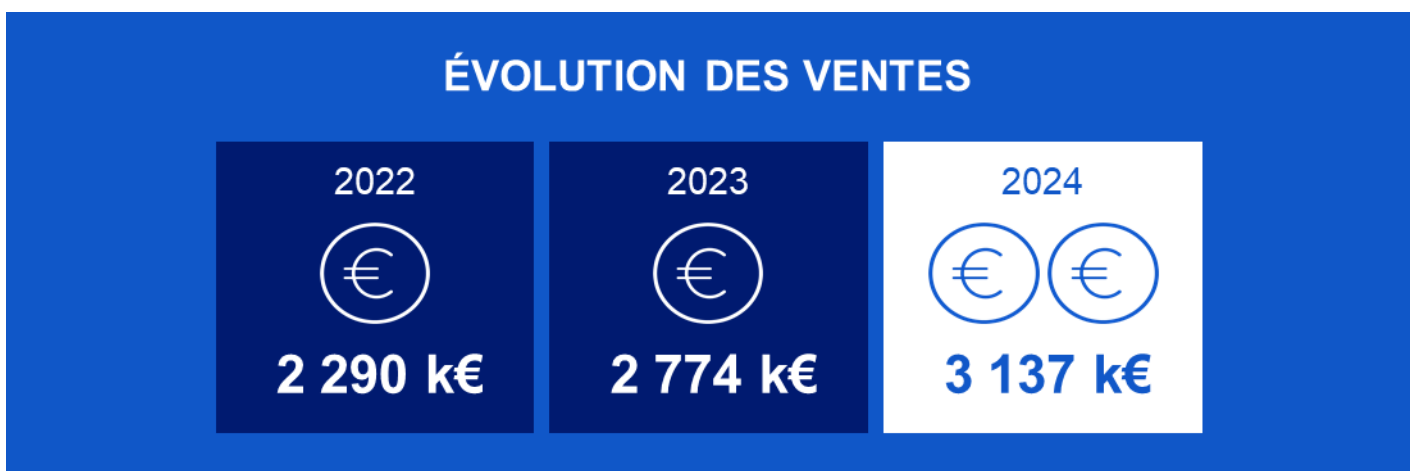 ÉVOLUTION DES VENTES
2022
€
2 290 k€
2023
€
2 774 k€
2024
€ €
3 137 k€